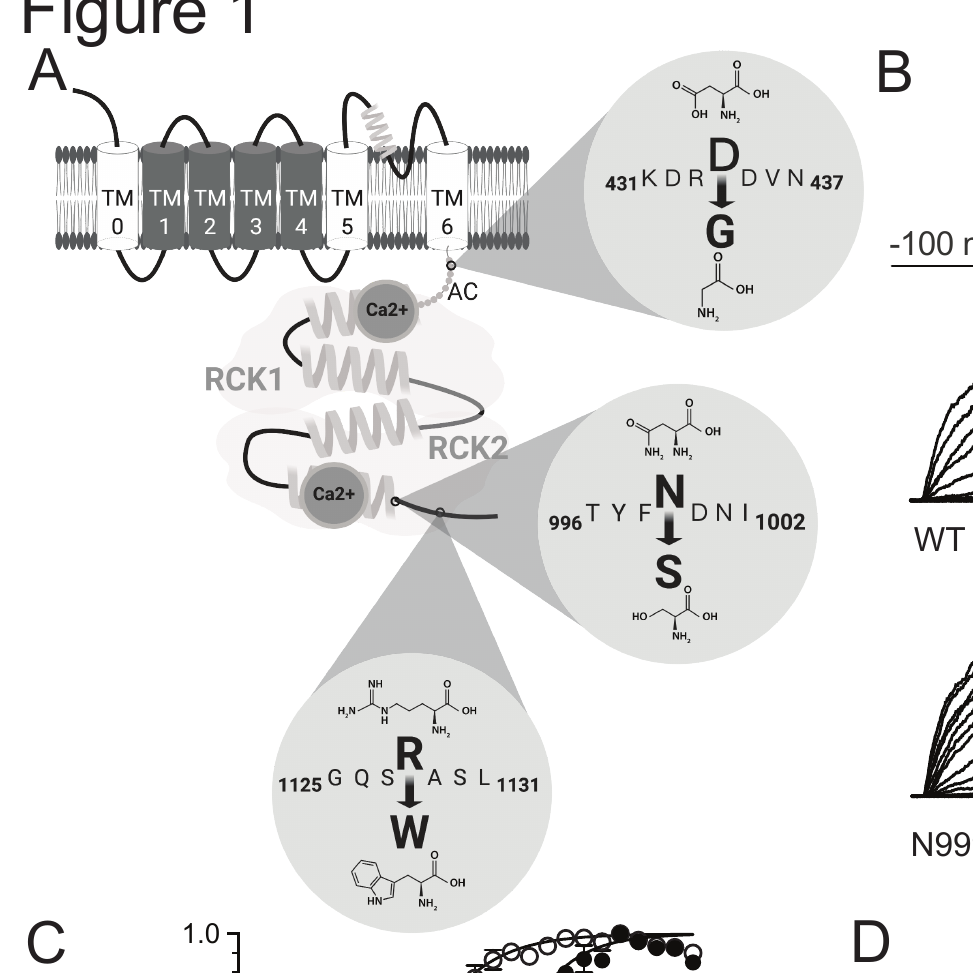 Figure 1
A
B
TM 0
TM 1
TM 2
TM 3
TM 4
TM 5
TM 6
O
O
OH
OH
NH₂
D
431 K D R D V N 437
G
O
OH
NH₂
-100
AC
Ca2+
RCK1
RCK2
Ca2+
O
O
OH
NH₂
NH₂
N
996 T Y F D N I 1002
S
O
HO
OH
NH₂
WT
NH
O
H₂N
N
H
OH
NH₂
R
1125 G Q S A S L 1131
W
O
OH
HN
NH₂
N99
C
1.0
D